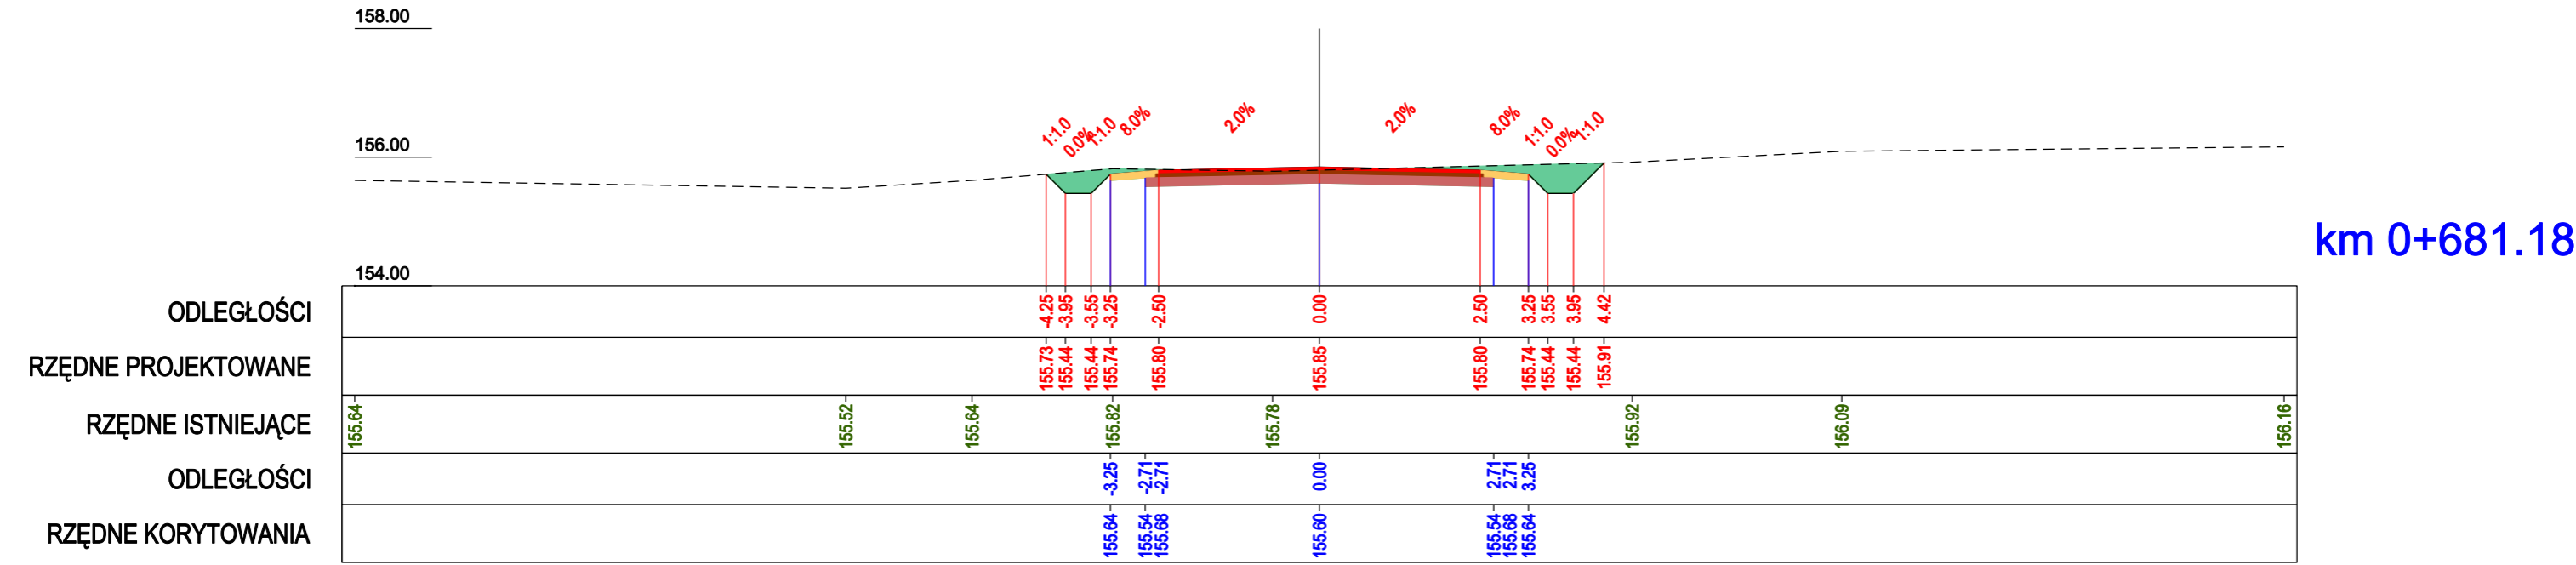 158.00
156.00
154.00
1:1.0 0.0% 1:1.0 8.0% 2.0% 2.0% 8.0% 1:1.0 0.0% 1:1.0
km 0+681.18
ODLEGŁOŚCI -4.25 -3.95 -3.55 -3.25 -2.50 0.00 2.50 3.25 3.55 3.95 4.42
RZĘDNE PROJEKTOWANE 155.73 155.44 155.44 155.74 155.80 155.85 155.80 155.74 155.44 155.44 155.91
RZĘDNE ISTNIEJĄCE 155.64 155.52 155.64 155.82 155.78 155.92 156.09 156.16
ODLEGŁOŚCI -3.25 -2.71 -2.71 0.00 2.71 2.71 3.25
RZĘDNE KORYTOWANIA 155.64 155.54 155.68 155.60 155.54 155.68 155.64